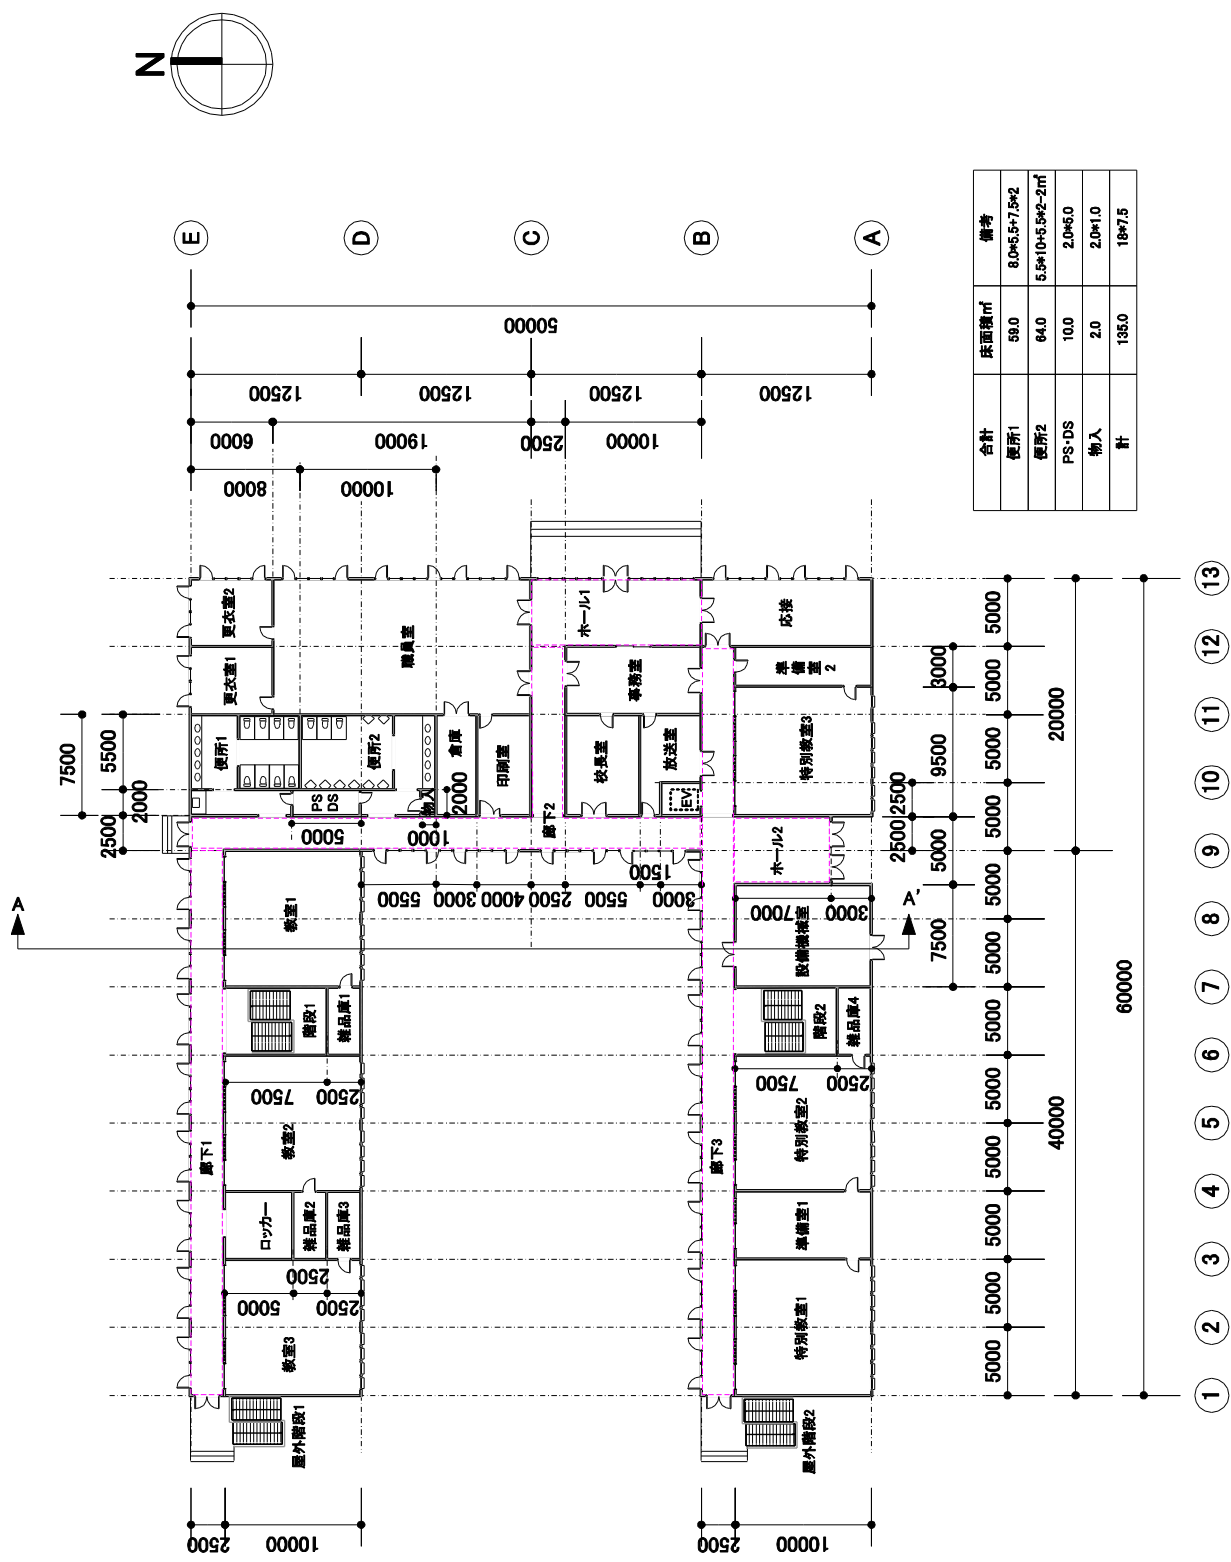 N
E
D
C
B
A
50000
12500
12500
12500
12500
6000
19000
2500
10000
8000
10000
合計
床面積㎡
備考
便所1
59.0
8.0*5.5+7.5*2
便所2
64.0
5.5*10+5.5*2-2㎡
PS・DS
10.0
2.0*5.0
物入
2.0
2.0*1.0
計
135.0
18*7.5
7500
5500
2000
2500
更衣室2
更衣室1
職員室
便所1
便所2
PS
DS
物入
倉庫
2000
印刷室
5000
1000
ホール1
事務室
校長室
放送室
EV
廊下2
応接
準備室2
特別教室3
ホール2
5500
3000
4000
2500
5500
1500
3000
A
A'
教室1
階段1
雑品庫1
7500
2500
教室2
廊下1
ロッカー
雑品庫2
雑品庫3
2500
5000
2500
教室3
屋外階段1
7000
3000
設備機械室
階段2
雑品庫4
7500
2500
特別教室2
廊下3
準備室1
特別教室1
屋外階段2
3000
9500
2500
2500
5000
7500
5000
5000
5000
5000
5000
5000
5000
5000
5000
5000
5000
5000
20000
40000
60000
13
12
11
10
9
8
7
6
5
4
3
2
1
2500
10000
2500
10000